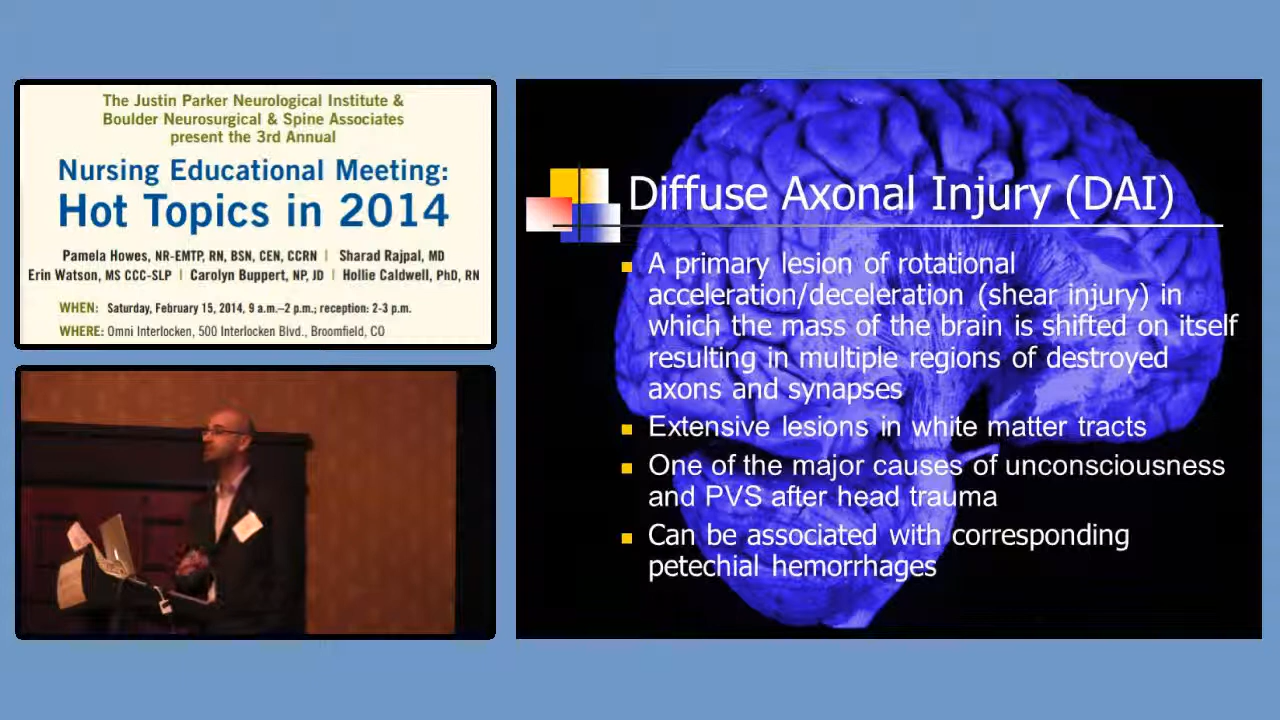 The Justin Parker Neurological Institute &
Boulder Neurosurgical & Spine Associates
present the 3rd Annual
Nursing Educational Meeting:
Hot Topics in 2014
Pamela Howes, NR-EMTP, RN, BSN, CEN, CCRN | Sharad Rajpal, MD
Erin Watson, MS CCC-SLP | Carolyn Buppert, NP, JD | Hollie Caldwell, PhD, RN
WHEN: Saturday, February 15, 2014, 9 a.m.–2 p.m.; reception: 2-3 p.m.
WHERE: Omni Interlocken, 500 Interlocken Blvd., Broomfield, CO
Diffuse Axonal Injury (DAI)
A primary lesion of rotational
acceleration/deceleration (shear injury) in
which the mass of the brain is shifted on itself
resulting in multiple regions of destroyed
axons and synapses
Extensive lesions in white matter tracts
One of the major causes of unconsciousness
and PVS after head trauma
Can be associated with corresponding
petechial hemorrhages